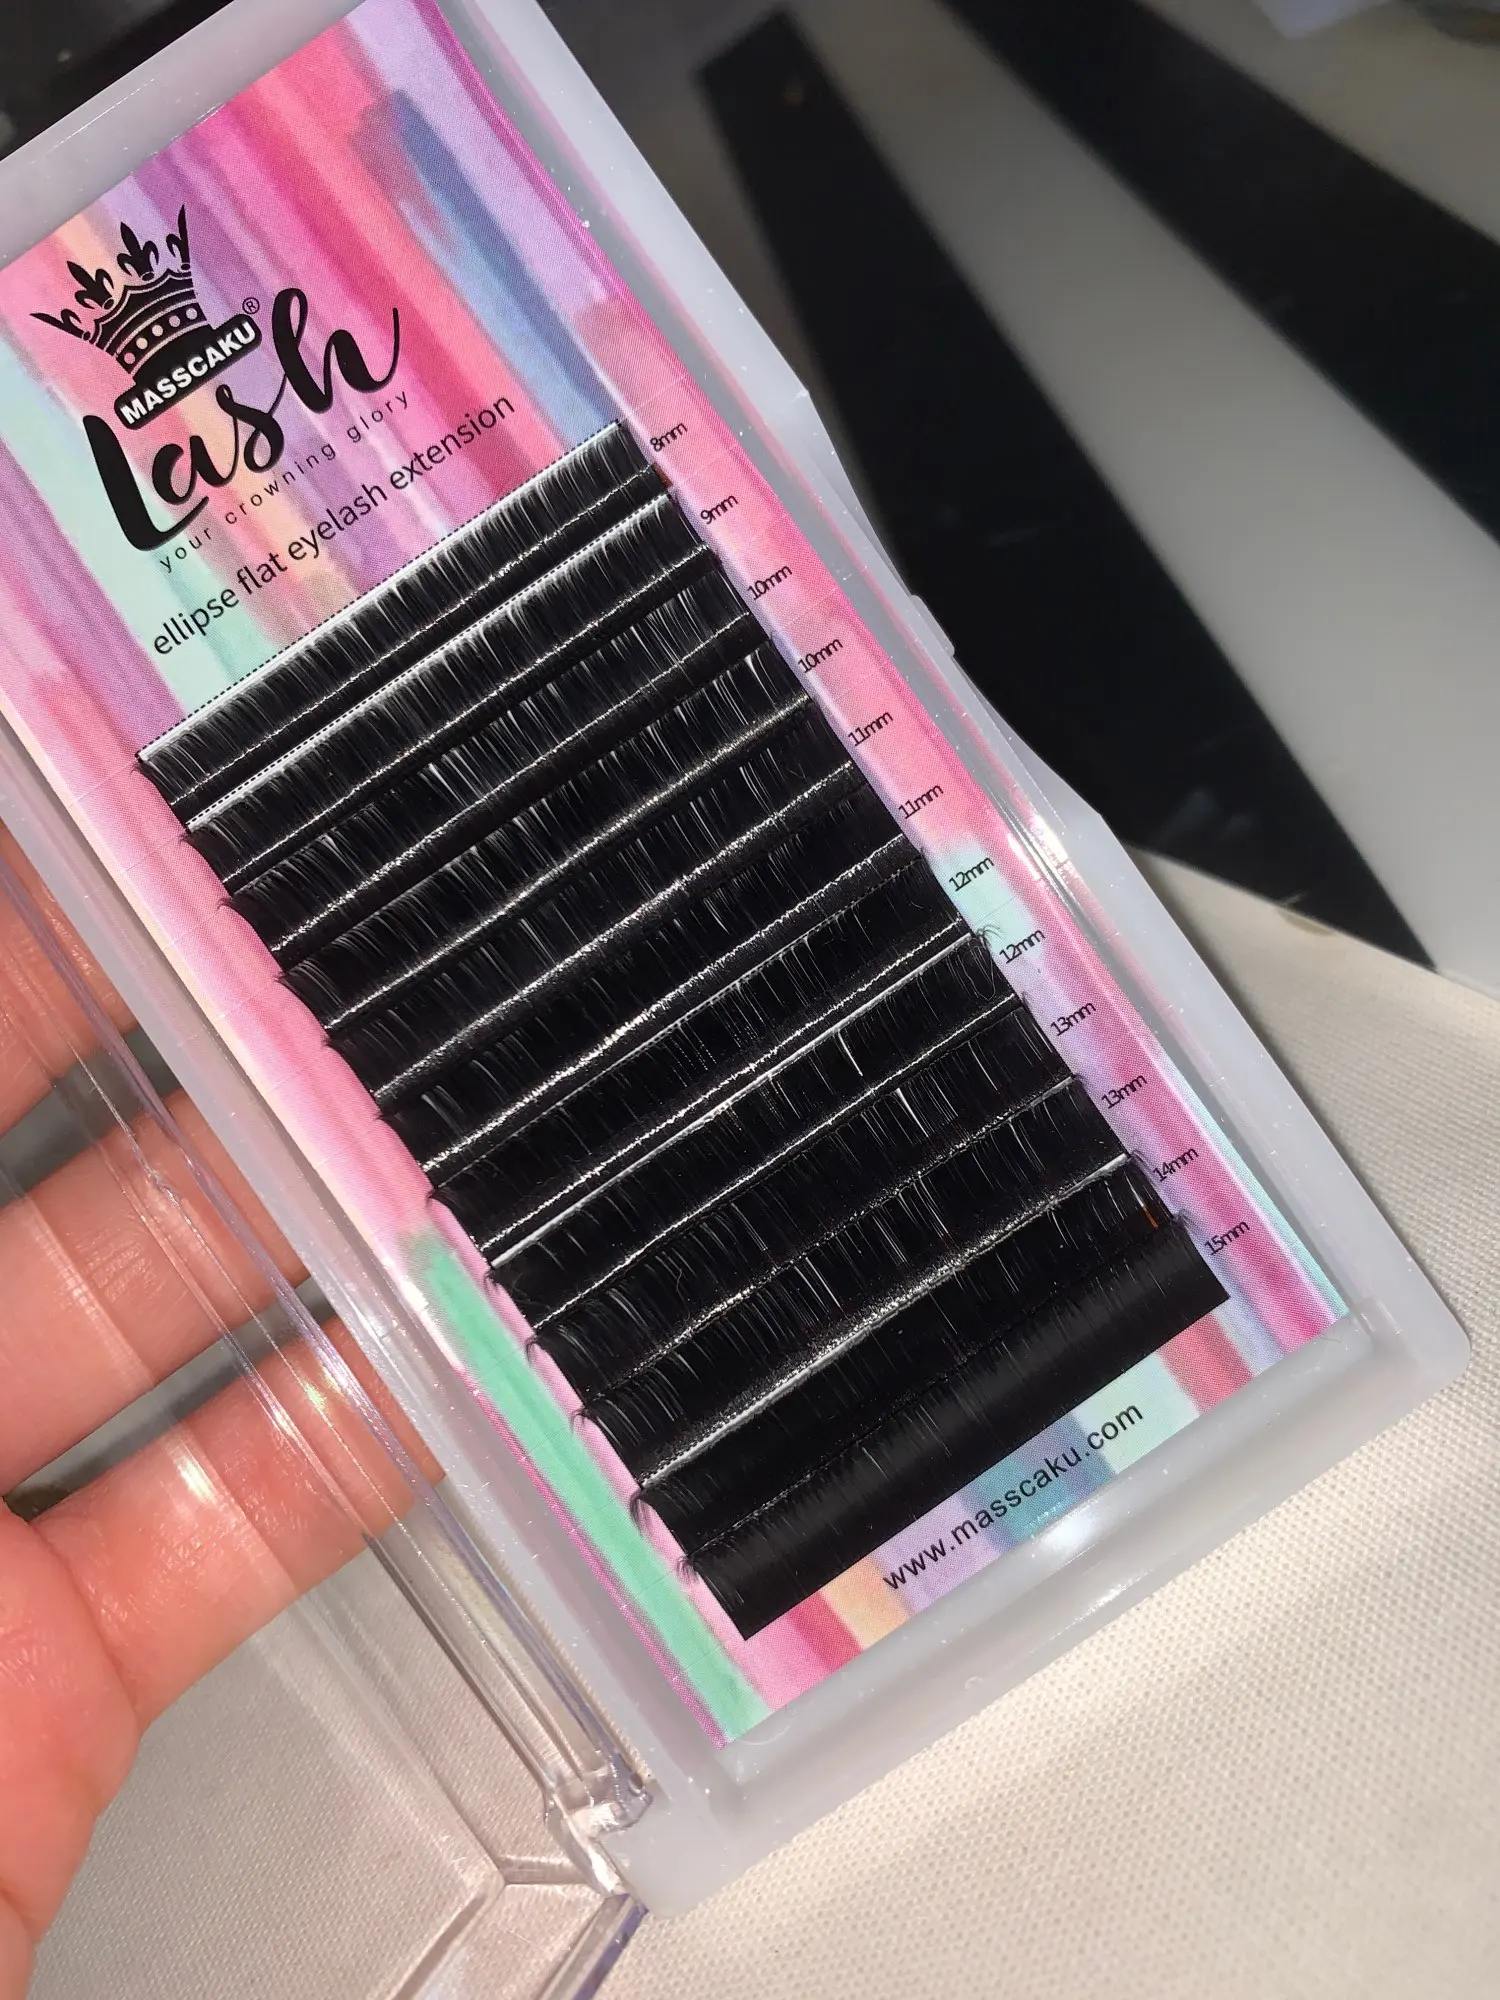 MASSCAKU®
Lash
your crowning glory
ellipse flat eyelash extension
8mm
9mm
10mm
10mm
11mm
11mm
12mm
12mm
13mm
13mm
14mm
15mm
www.masscaku.com